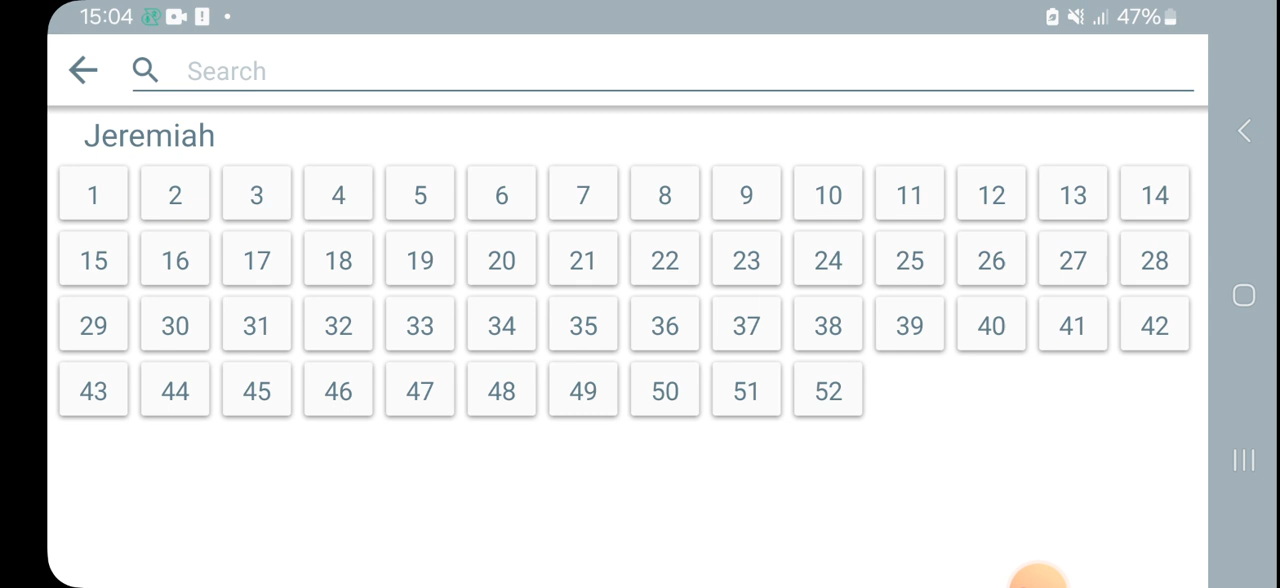 15:04 47%
Search
Jeremiah
1 2 3 4 5 6 7 8 9 10 11 12 13 14
15 16 17 18 19 20 21 22 23 24 25 26 27 28
29 30 31 32 33 34 35 36 37 38 39 40 41 42
43 44 45 46 47 48 49 50 51 52